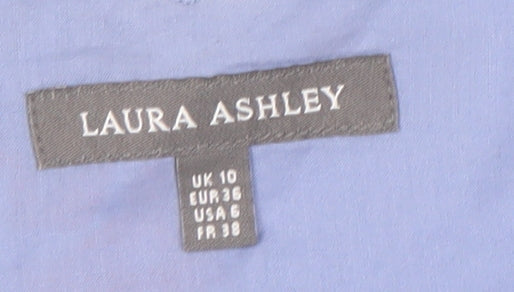 LAURA ASHLEY
UK 10
EUR 36
USA 6
FR 38